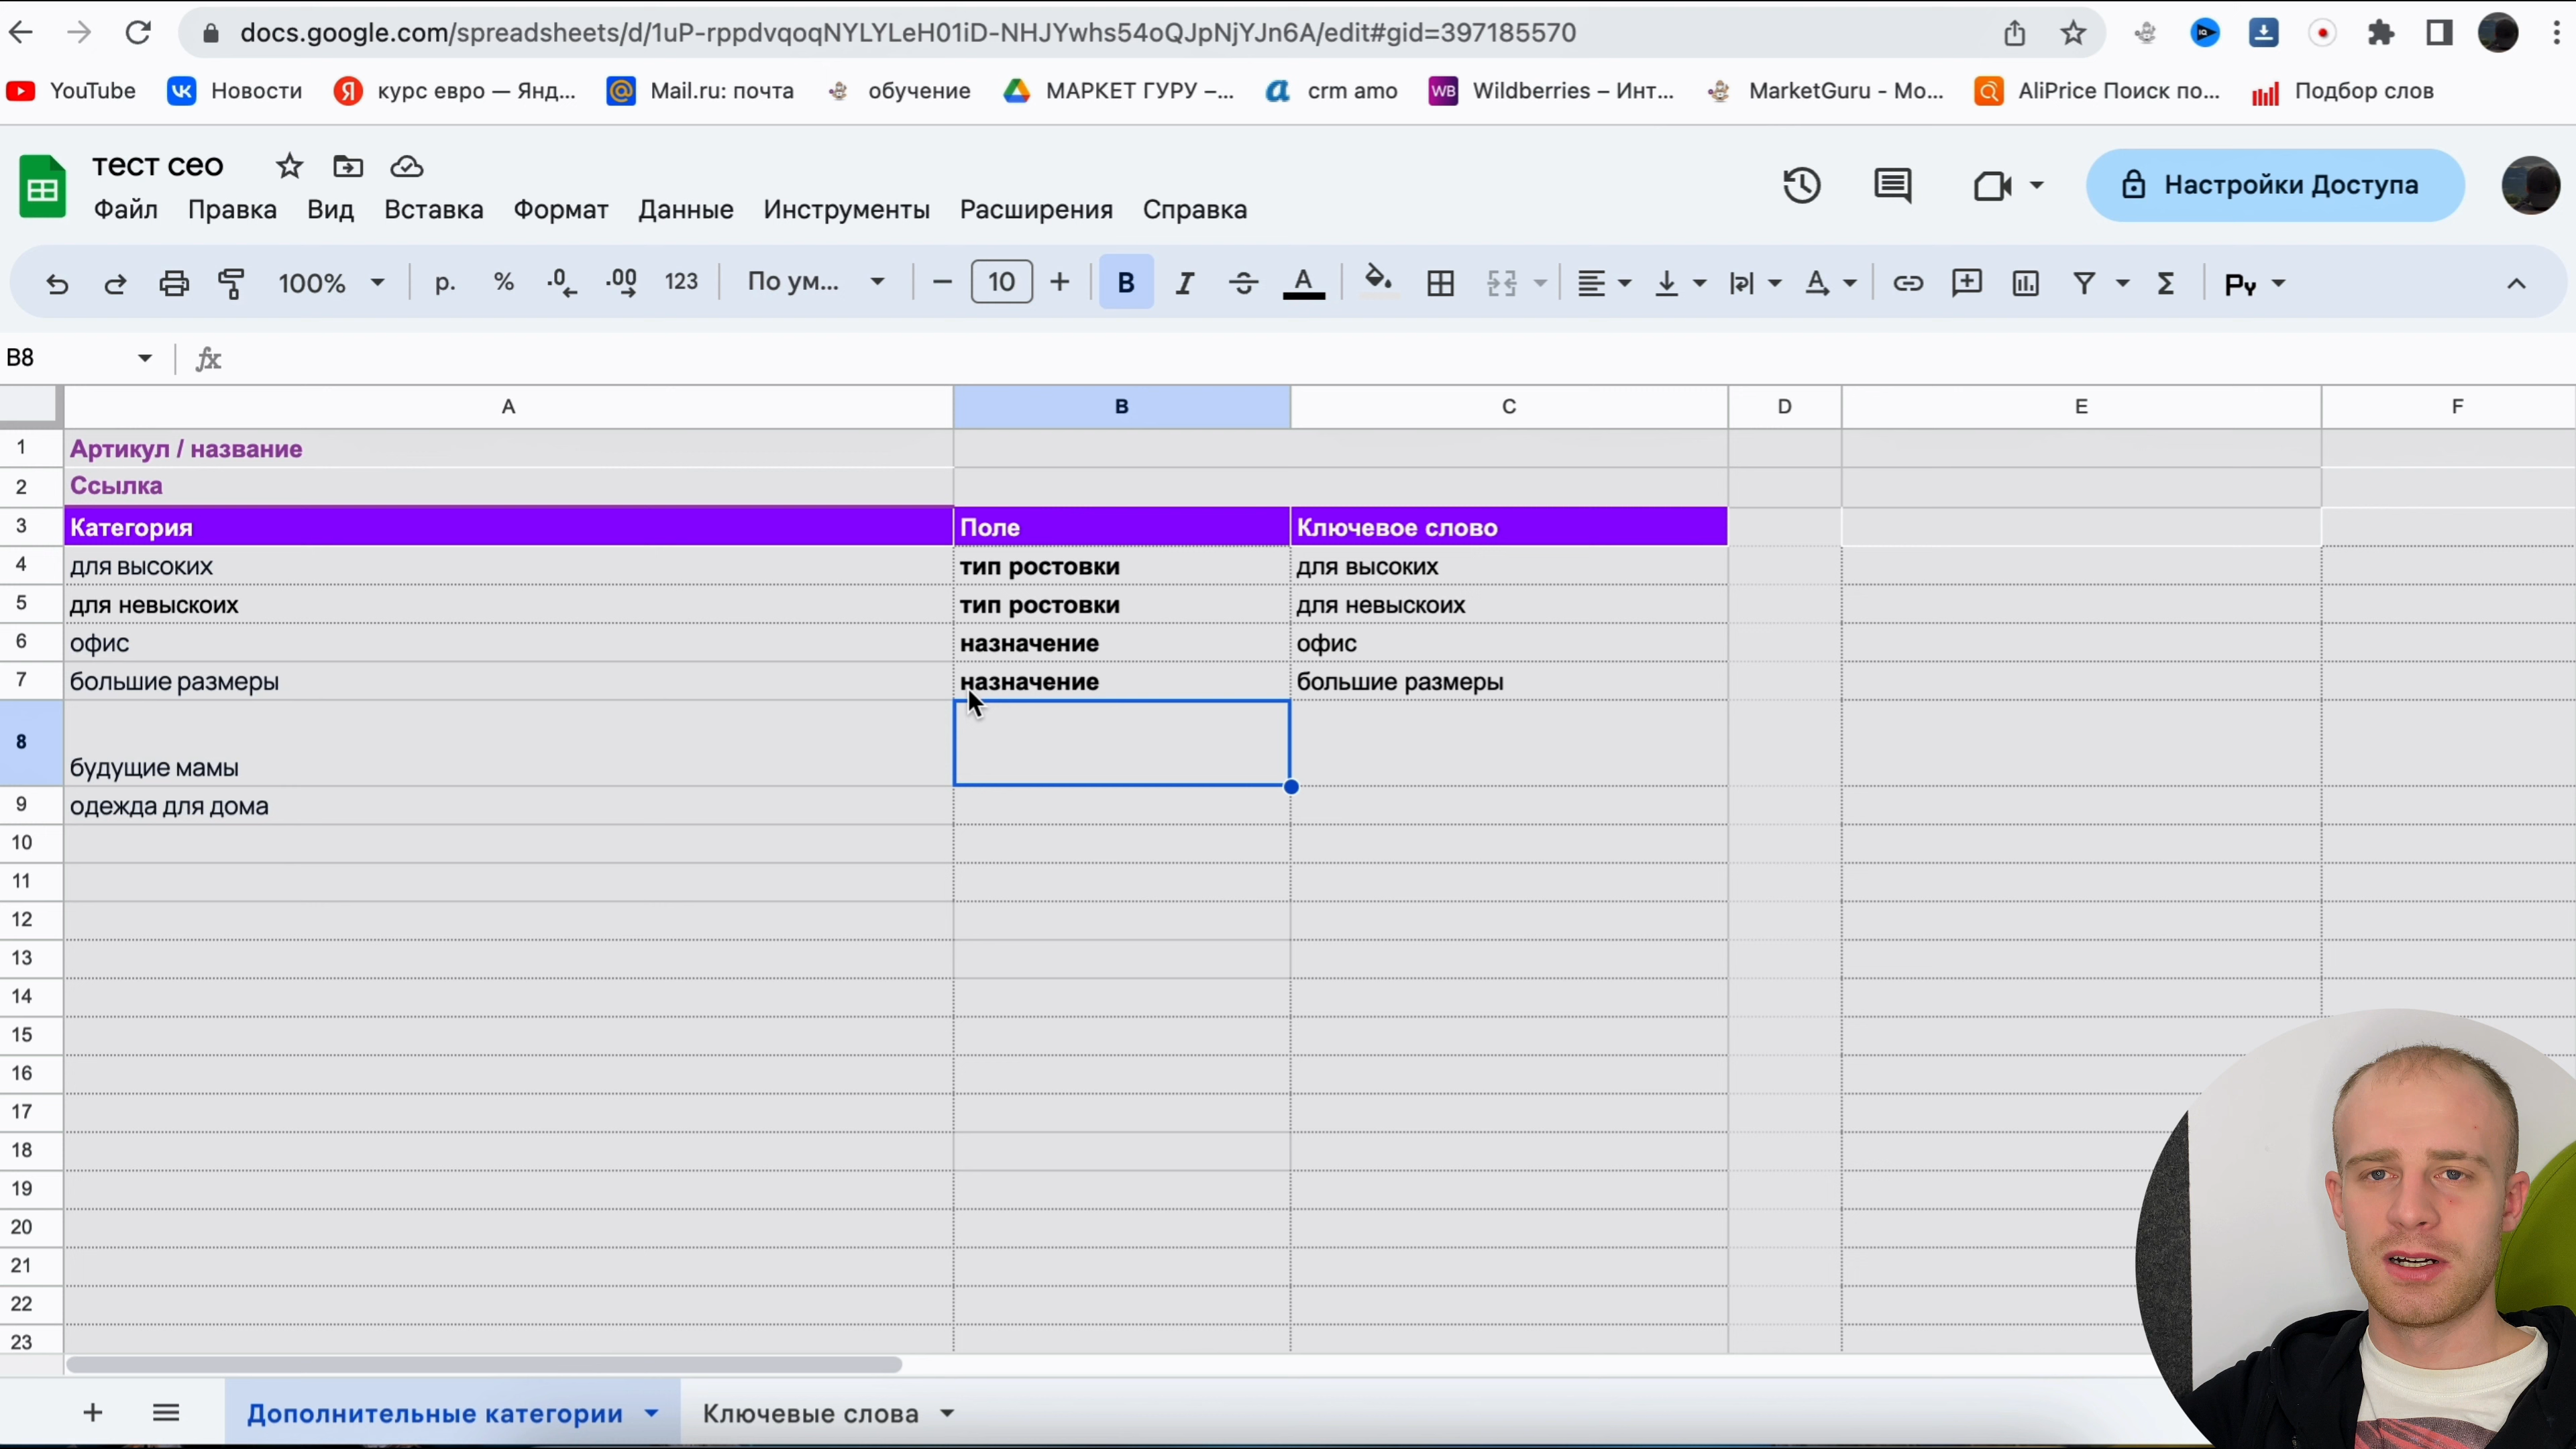 docs.google.com/spreadsheets/d/1uP-rppdvqoqNYLYLeH01iD-NHJYwhs54oQJpNjYJn6A/edit#gid=397185570
YouTube Новости курс евро — Янд... Mail.ru: почта обучение МАРКЕТ ГУРУ –... crm amo Wildberries – Инт... MarketGuru - Mo... AliPrice Поиск по... Подбор слов
тест сео
Файл Правка Вид Вставка Формат Данные Инструменты Расширения Справка
Настройки Доступа
100% р. % .0 .00 123 По ум... 10 B I A Σ Ру
B8 fx
A B C D E F
1 Артикул / название
2 Ссылка
3 Категория Поле Ключевое слово
4 для высоких тип ростовки для высоких
5 для невыскоих тип ростовки для невыскоих
6 офис назначение офис
7 большие размеры назначение большие размеры
8 будущие мамы
9 одежда для дома
10
11
12
13
14
15
16
17
18
19
20
21
22
23
Дополнительные категории Ключевые слова